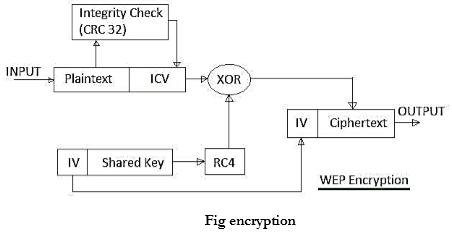 Integrity Check
(CRC 32)
INPUT
Plaintext
ICV
XOR
IV
Ciphertext
OUTPUT
IV
Shared Key
RC4
WEP Encryption
Fig encryption